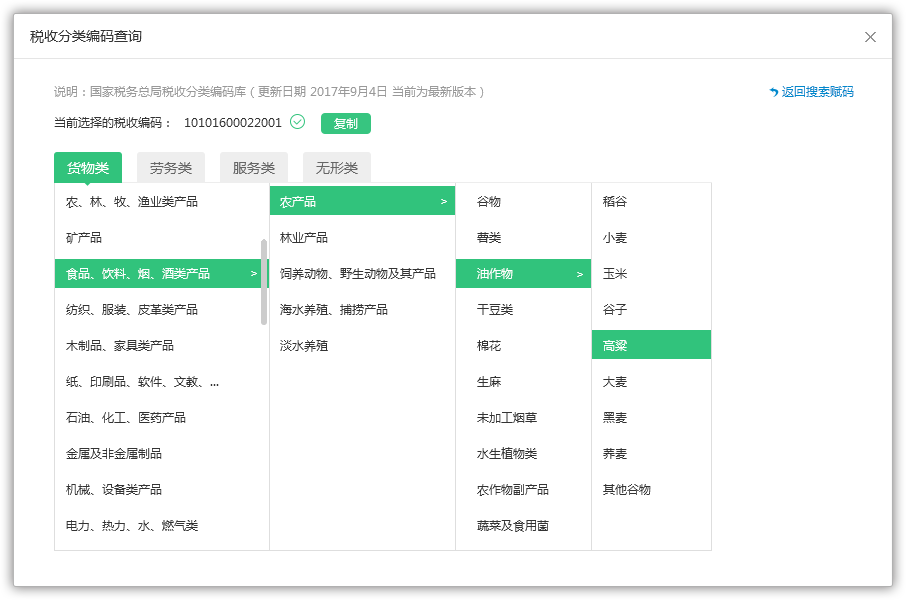 税收分类编码查询
说明：国家税务总局税收分类编码库（更新日期 2017年9月4日 当前为最新版本）
返回搜索赋码
当前选择的税收编码： 10101600022001 复制
货物类 劳务类 服务类 无形类
农、林、牧、渔业类产品
矿产品
食品、饮料、烟、酒类产品 >
纺织、服装、皮革类产品
木制品、家具类产品
纸、印刷品、软件、文教、...
石油、化工、医药产品
金属及非金属制品
机械、设备类产品
电力、热力、水、燃气类
农产品 >
林业产品
饲养动物、野生动物及其产品
海水养殖、捕捞产品
淡水养殖
谷物
薯类
油作物 >
干豆类
棉花
生麻
未加工烟草
水生植物类
农作物副产品
蔬菜及食用菌
稻谷
小麦
玉米
谷子
高粱
大麦
黑麦
荞麦
其他谷物